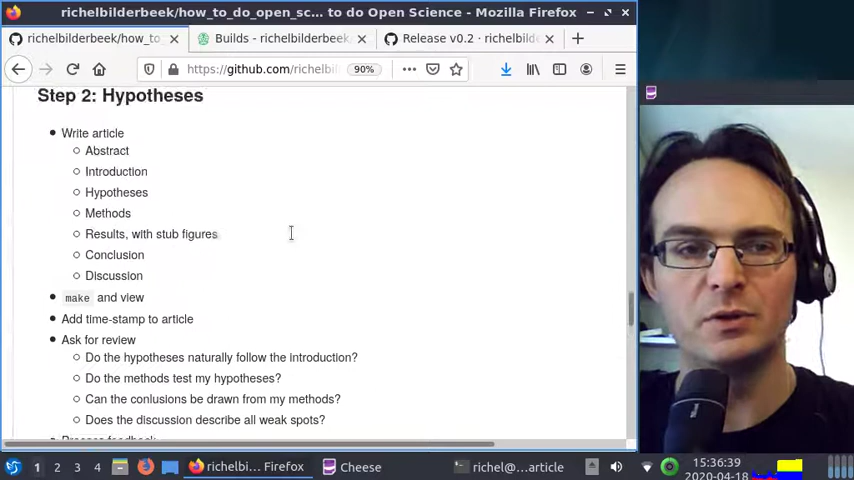 richelbilderbeek/how_to_do_open_sc… to do Open Science - Mozilla Firefox
richelbilderbeek/how_to_
Builds - richelbilderbeek/
Release v0.2 · richelbilde
https://github.com/richelbil
90%
Step 2: Hypotheses
Write article
Abstract
Introduction
Hypotheses
Methods
Results, with stub figures
Conclusion
Discussion
make and view
Add time-stamp to article
Ask for review
Do the hypotheses naturally follow the introduction?
Do the methods test my hypotheses?
Can the conlusions be drawn from my methods?
Does the discussion describe all weak spots?
Process feedback
1 2 3 4
richelbi… Firefox
Cheese
richel@…article
15:36:39
2020-04-18